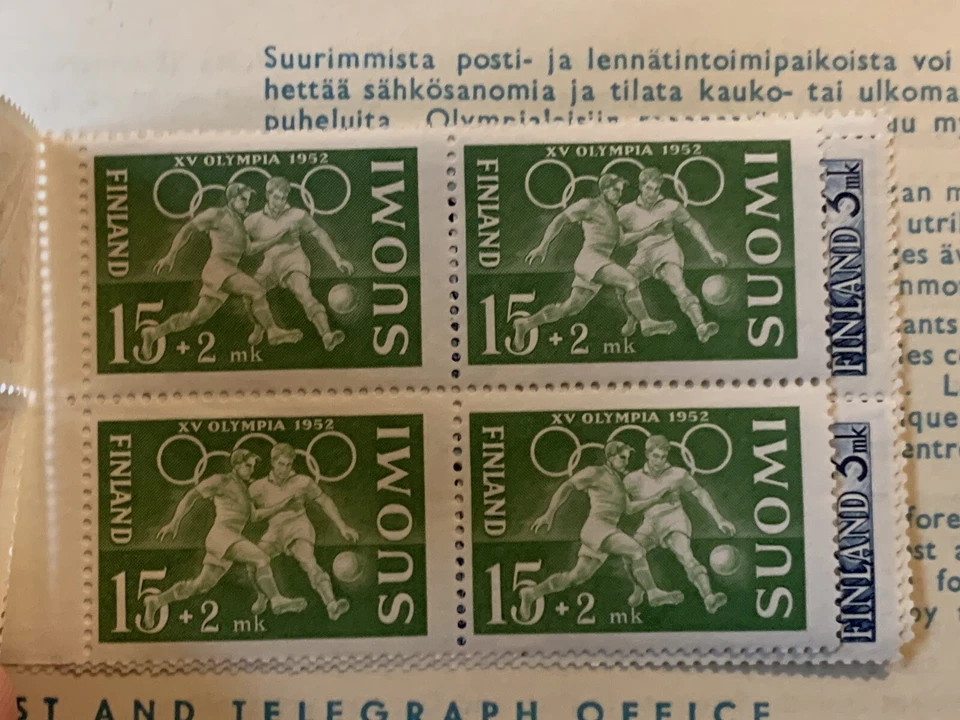 Suurimmista posti- ja lennätintoimipaikoista voi
hettää sähkösanomia ja tilata kauko- tai ulkoma
puheluita
XV OLYMPIA 1952
FINLAND
SUOMI
15 + 2 mk
XV OLYMPIA 1952
FINLAND
SUOMI
15 + 2 mk
FINLAND 3 mk
XV OLYMPIA 1952
FINLAND
SUOMI
15 + 2 mk
XV OLYMPIA 1952
FINLAND
SUOMI
15 + 2 mk
FINLAND 3 mk
ST AND TELEGRAPH OFFICE